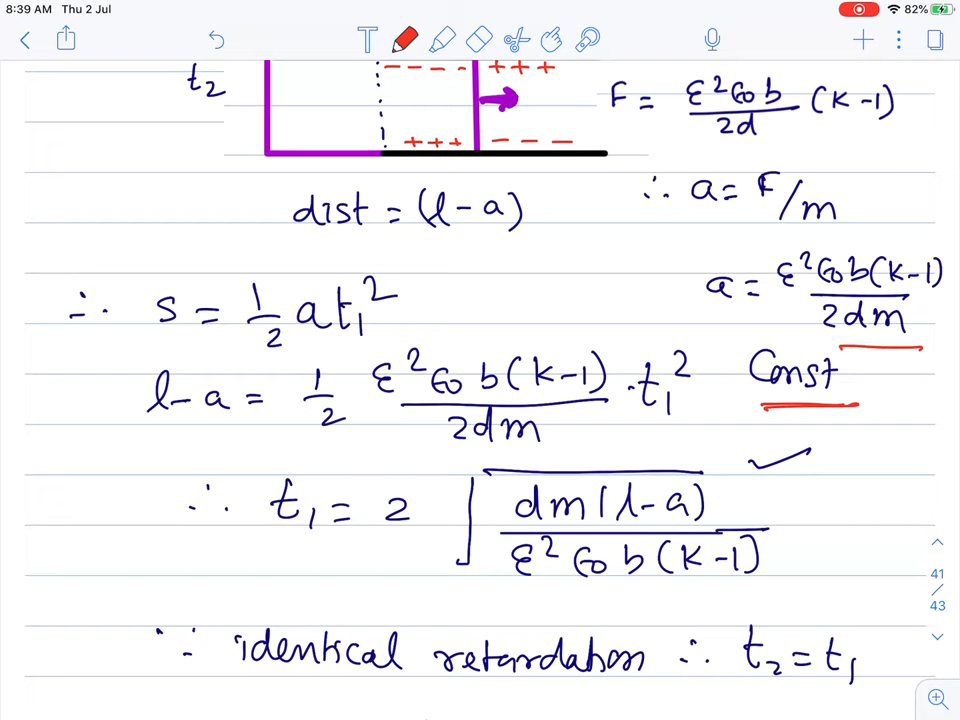 8:39 AM Thu 2 Jul 82%
T
t₂ - - - - - - - + + +
+ + + - - -
F = ε²ε₀b/2d (K-1)
dist = (l-a) ∴ a = F/m
a = ε²ε₀b(K-1)/2dm
∴ s = 1/2 at₁²
l-a = 1/2 ε²ε₀b(K-1)/2dm · t₁² Const
∴ t₁ = 2 √(dm(l-a)/ε²ε₀b(K-1))
∵ identical retardation ∴ t₂ = t₁
41
/
43